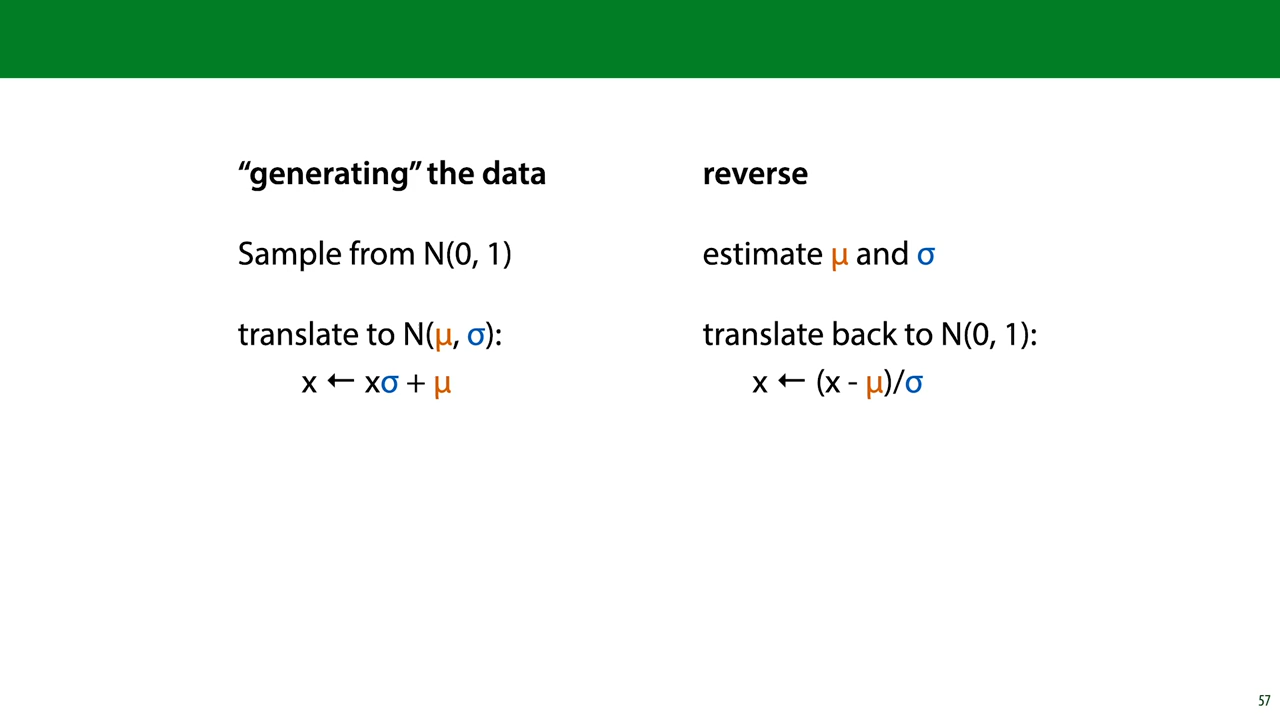 “generating” the data
Sample from N(0, 1)
translate to N(μ, σ):
x ← xσ + μ
reverse
estimate μ and σ
translate back to N(0, 1):
x ← (x - μ)/σ
57